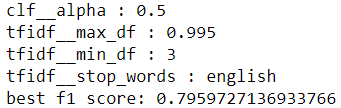 clf__alpha : 0.5
tfidf__max_df : 0.995
tfidf__min_df : 3
tfidf__stop_words : english
best f1 score: 0.7959727136933766